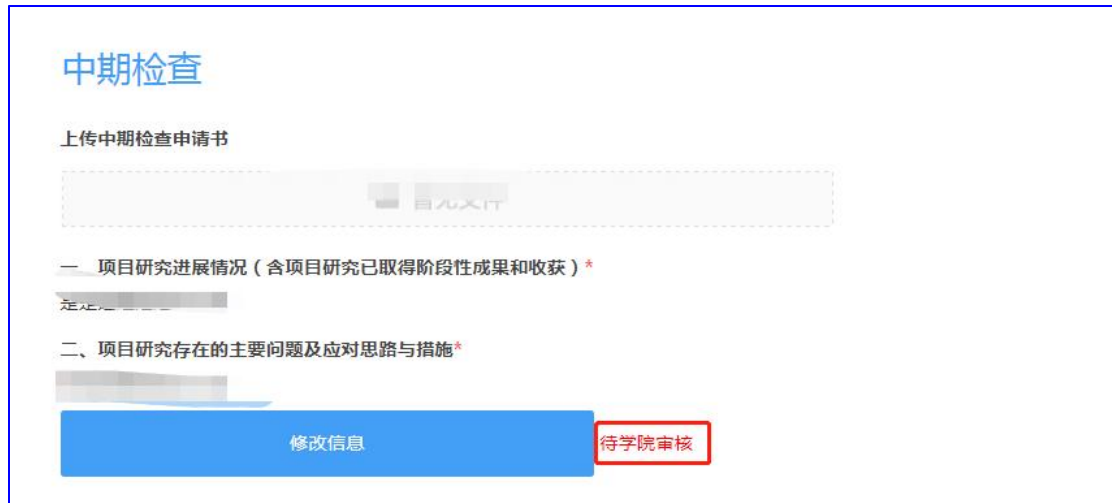 中期检查
上传中期检查申请书
一、项目研究进展情况（含项目研究已取得阶段性成果和收获）*
二、项目研究存在的主要问题及应对思路与措施*
修改信息
待学院审核